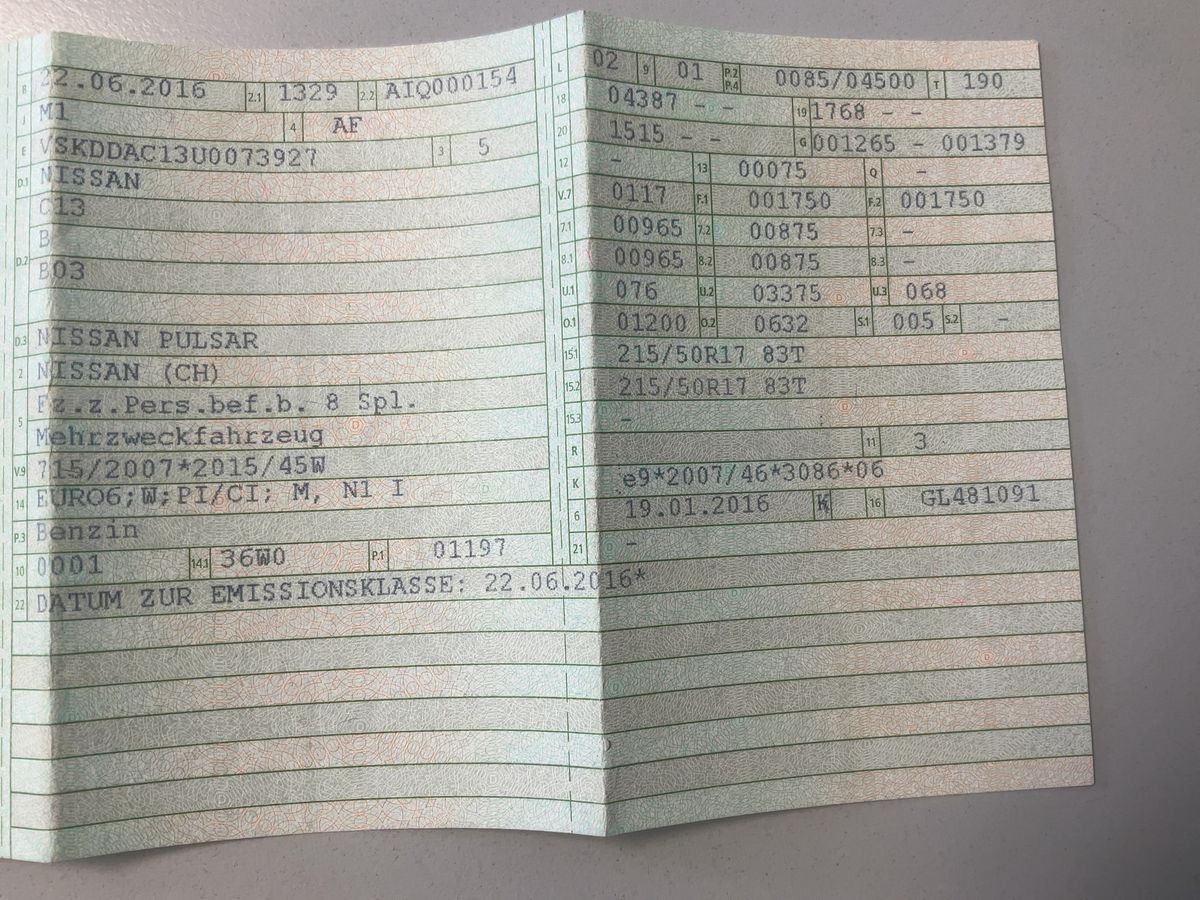 B 22.06.2016 2.1 1329 2.2 AIQ000154
J M1 4 AF
E VSKDDAC13U0073927 3 5
D.1 NISSAN
C13
D.2 B
B03
D.3 NISSAN PULSAR
2 NISSAN (CH)
5 Fz.z.Pers.bef.b. 8 Spl.
Mehrzweckfahrzeug
V.9 715/2007*2015/45W
14 EURO6;W;PI/CI; M, N1 I
P.3 Benzin
10 0001 14.1 36W0 P.1 01197
22 DATUM ZUR EMISSIONSKLASSE: 22.06.2016*
L 02 9 01 P.2 P.4 0085/04500 T 190
18 04387 - - 19 1768 - -
20 1515 - - G 001265 - 001379
12 - 13 00075 Q -
V.7 0117 F.1 001750 F.2 001750
7.1 00965 7.2 00875 7.3 -
8.1 00965 8.2 00875 8.3 -
U.1 076 U.2 03375 U.3 068
O.1 01200 O.2 0632 S.1 005 S.2 -
15.1 215/50R17 83T
15.2 215/50R17 83T
15.3 -
R 11 3
K e9*2007/46*3086*06
6 19.01.2016 K 16 GL481091
21 -